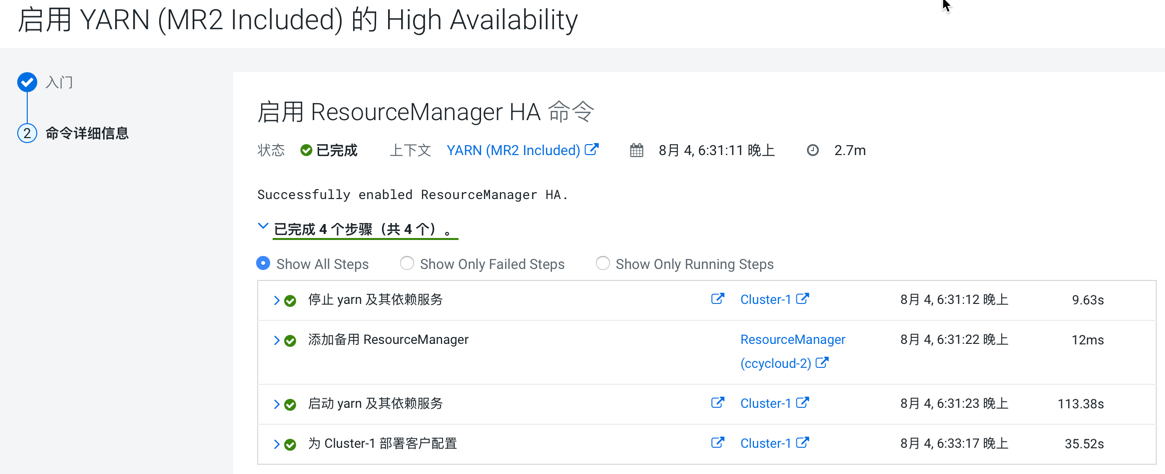 启用 YARN (MR2 Included) 的 High Availability
入门
2 命令详细信息
启用 ResourceManager HA 命令
状态 已完成 上下文 YARN (MR2 Included) 8月 4, 6:31:11 晚上 2.7m
Successfully enabled ResourceManager HA.
已完成 4 个步骤（共 4 个）。
Show All Steps Show Only Failed Steps Show Only Running Steps
停止 yarn 及其依赖服务 Cluster-1 8月 4, 6:31:12 晚上 9.63s
添加备用 ResourceManager ResourceManager 8月 4, 6:31:22 晚上 12ms
(ccycloud-2)
启动 yarn 及其依赖服务 Cluster-1 8月 4, 6:31:23 晚上 113.38s
为 Cluster-1 部署客户配置 Cluster-1 8月 4, 6:33:17 晚上 35.52s